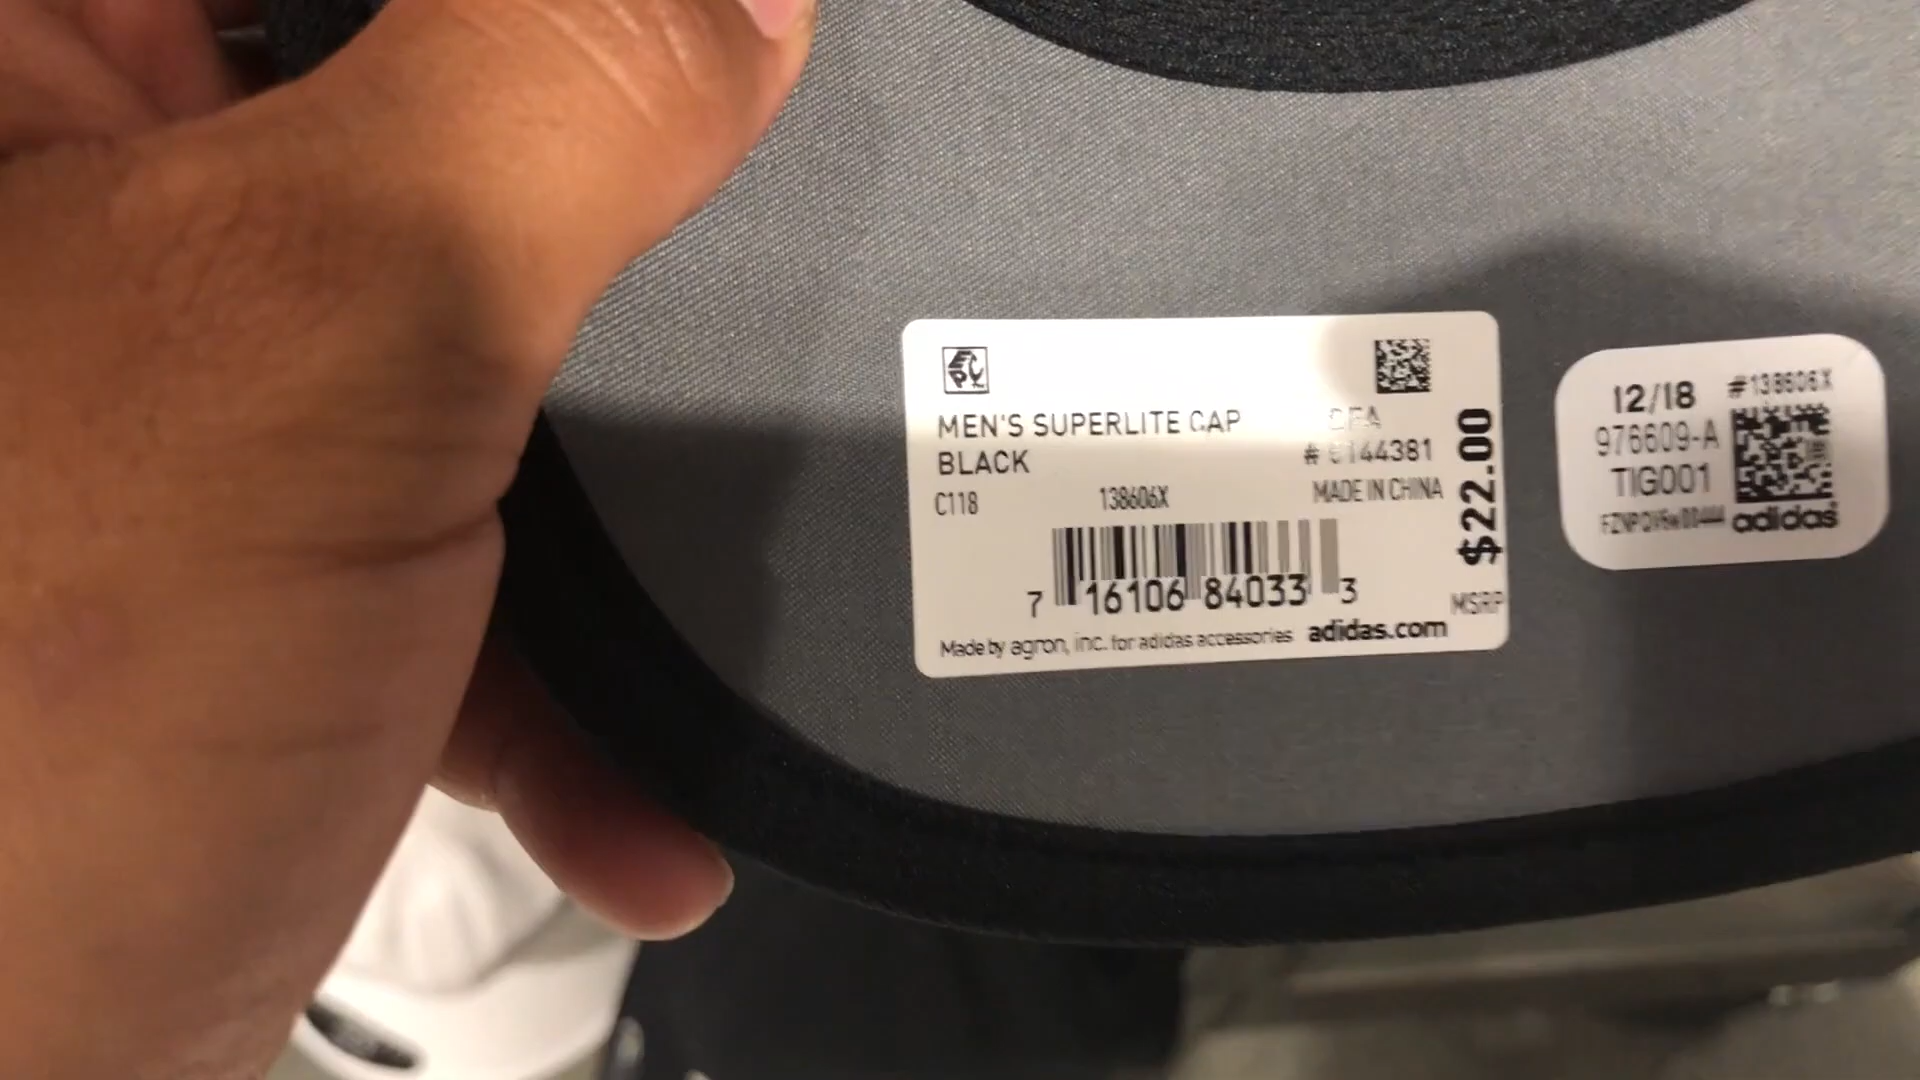 EPC
MEN'S SUPERLITE CAP
BLACK
C118
138606X
MADE IN CHINA
7 16106 84033 3
Made by agron, inc. for adidas accessories adidas.com
$22.00
MSRP
12/18 #138606X
976609-A
TIG001
adidas